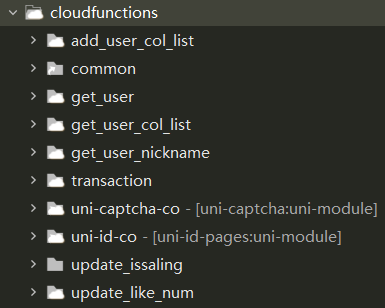 cloudfunctions
add_user_col_list
common
get_user
get_user_col_list
get_user_nickname
transaction
uni-captcha-co - [uni-captcha:uni-module]
uni-id-co - [uni-id-pages:uni-module]
update_issaling
update_like_num